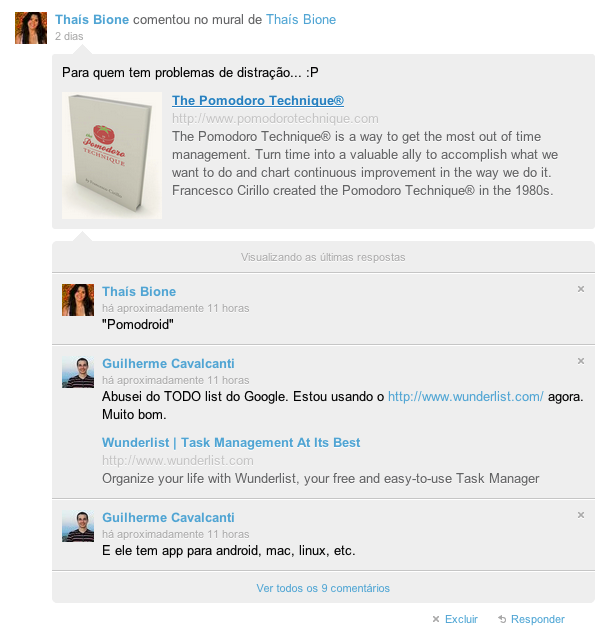 Thaís Bione comentou no mural de Thaís Bione
2 dias
Para quem tem problemas de distração... :P
The Pomodoro Technique®
http://www.pomodorotechnique.com
The Pomodoro Technique® is a way to get the most out of time
management. Turn time into a valuable ally to accomplish what we
want to do and chart continuous improvement in the way we do it.
Francesco Cirillo created the Pomodoro Technique® in the 1980s.
The
Pomodoro
TECHNIQUE
Francesco Cirillo
Visualizando as últimas respostas
Thaís Bione
há aproximadamente 11 horas
"Pomodroid"
Guilherme Cavalcanti
há aproximadamente 11 horas
Abusei do TODO list do Google. Estou usando o http://www.wunderlist.com/ agora.
Muito bom.
Wunderlist | Task Management At Its Best
http://www.wunderlist.com
Organize your life with Wunderlist, your free and easy-to-use Task Manager
Guilherme Cavalcanti
há aproximadamente 11 horas
E ele tem app para android, mac, linux, etc.
Ver todos os 9 comentários
Excluir Responder